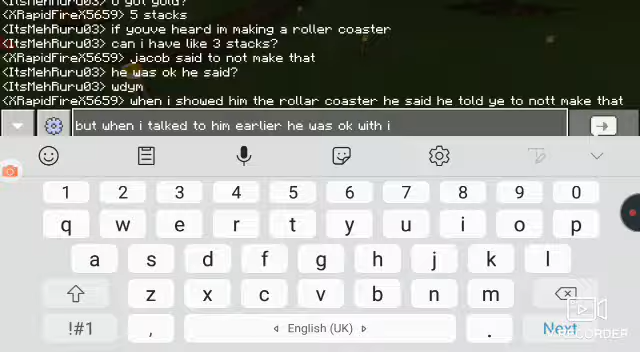 <ItsMehRuru03> u got gold?
<XRapidFireX5659> 5 stacks
<ItsMehRuru03> if youve heard im making a roller coaster
<ItsMehRuru03> can i have like 3 stacks?
<XRapidFireX5659> jacob said to not make that
<ItsMehRuru03> he was ok he said?
<ItsMehRuru03> wdym
<XRapidFireX5659> when i showed him the rollar coaster he said he told ye to nott make that
but when i talked to him earlier he was ok with i
1 2 3 4 5 6 7 8 9 0
q w e r t y u i o p
a s d f g h j k l
z x c v b n m
!#1 , English (UK) . Next
RECORDER